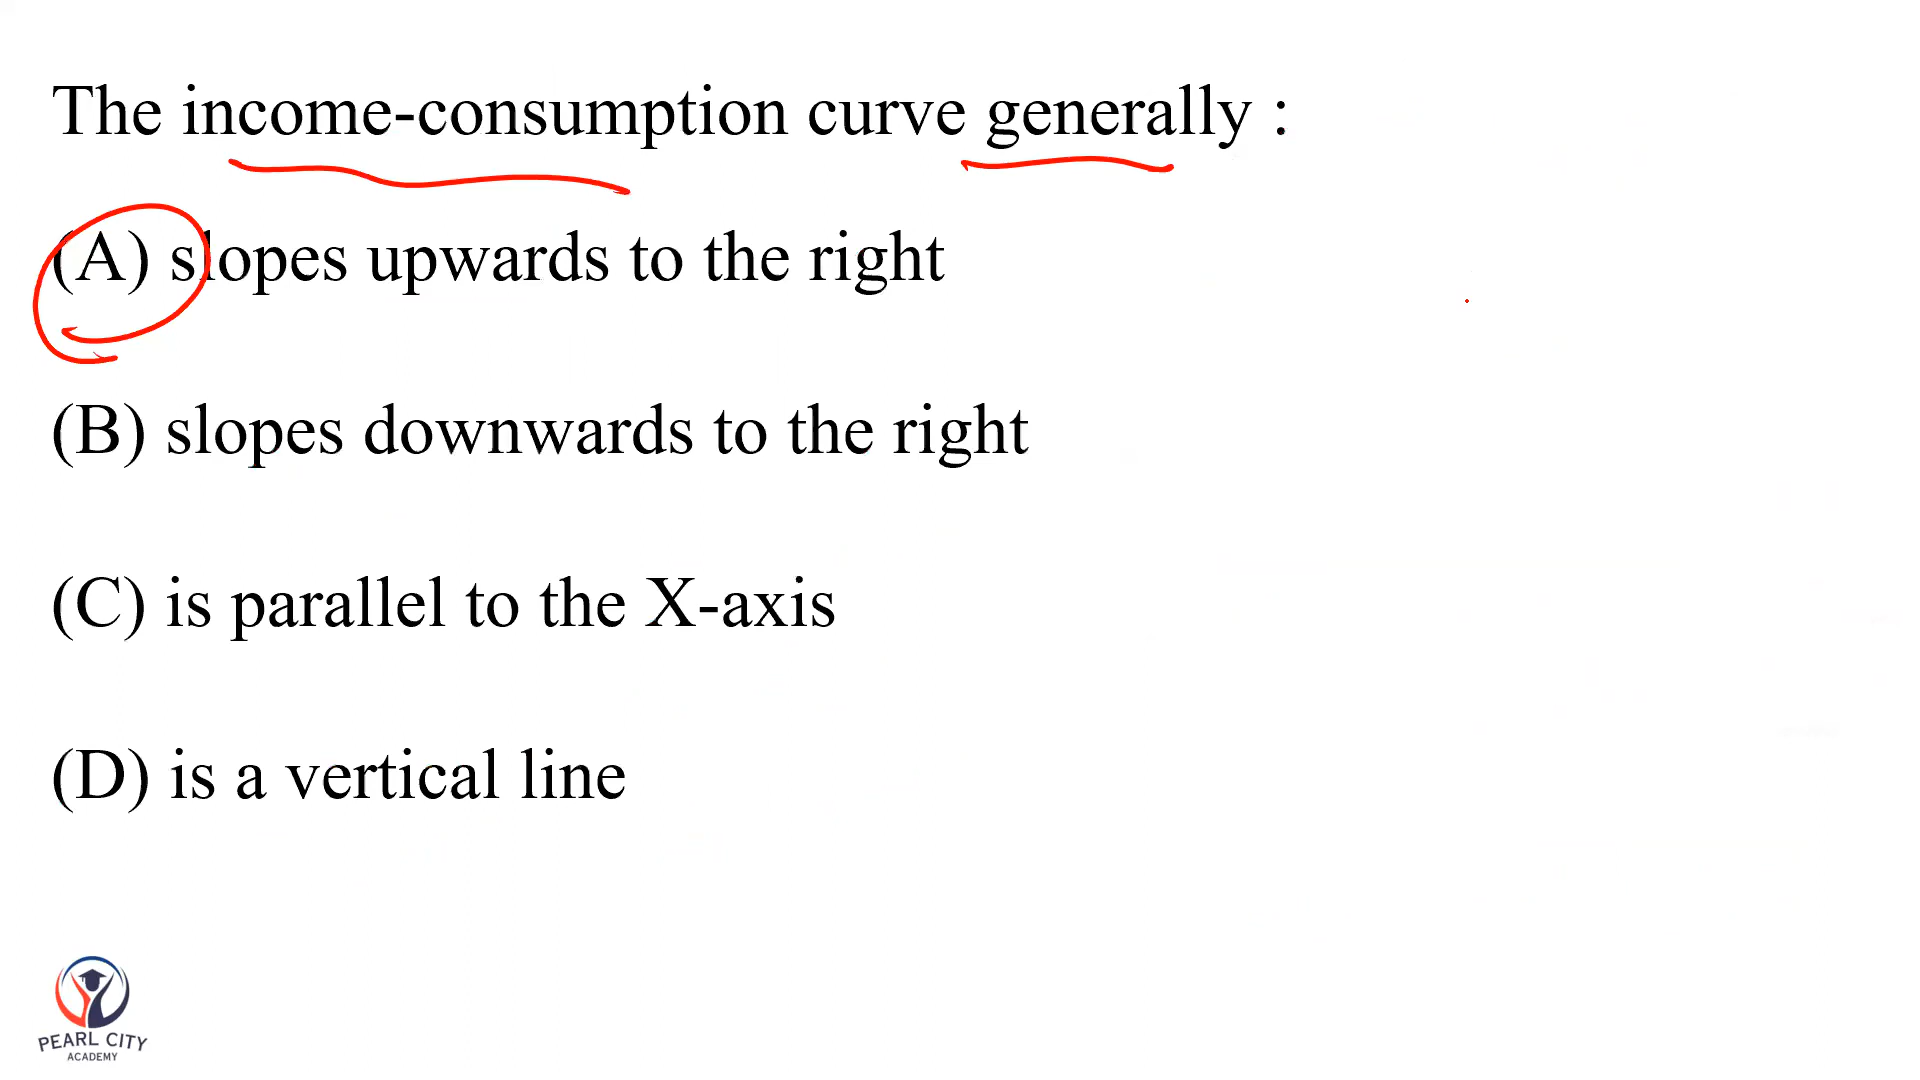 The income-consumption curve generally :
(A) slopes upwards to the right
(B) slopes downwards to the right
(C) is parallel to the X-axis
(D) is a vertical line
PEARL CITY
ACADEMY